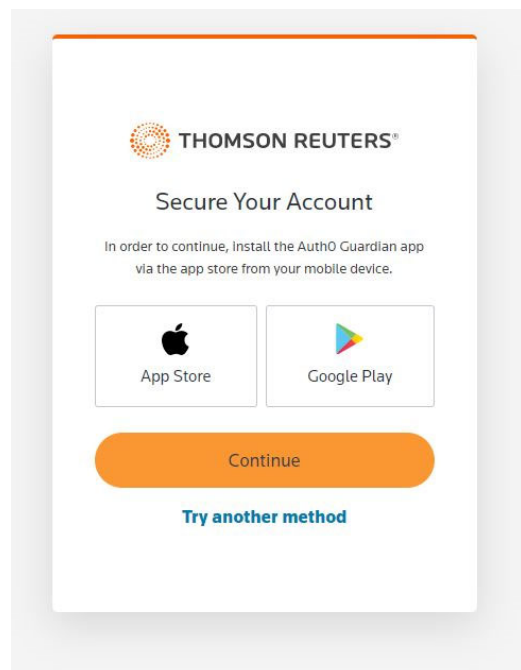 THOMSON REUTERS®
Secure Your Account
In order to continue, install the Auth0 Guardian app
via the app store from your mobile device.
App Store
Google Play
Continue
Try another method